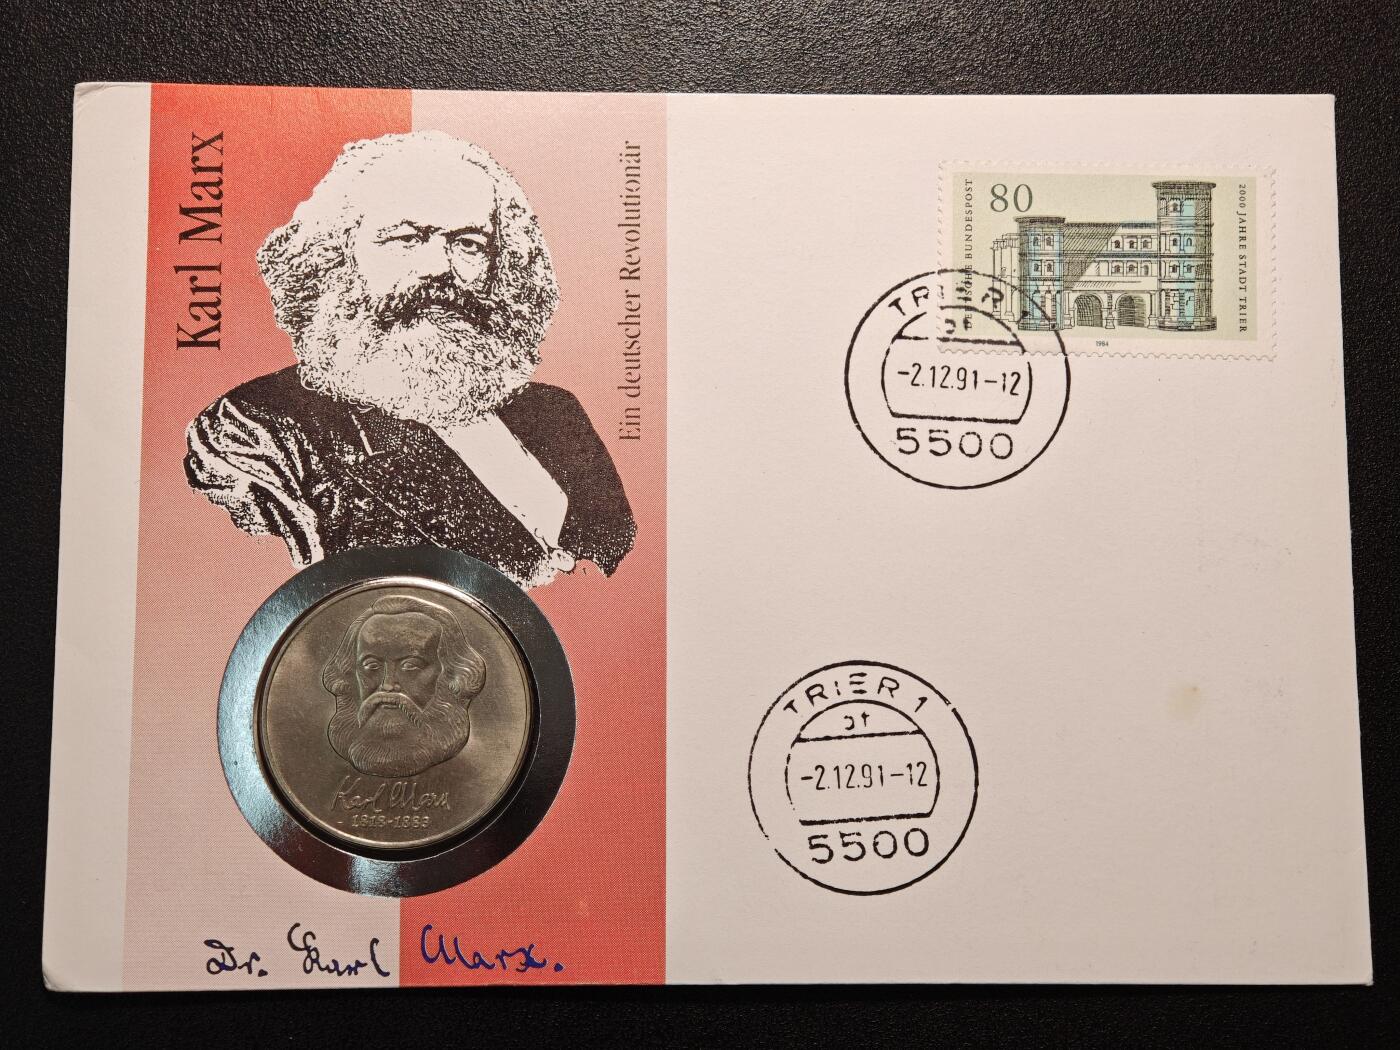 Karl Marx
Ein deutscher Revolutionär
80
DEUTSCHE BUNDESPOST
2000 JAHRE STADT TRIER
1984
TRIER 1
-2.12.91-12
5500
Karl Marx
1818-1883
TRIER 1
-2.12.91-12
5500
Dr. Karl Marx.